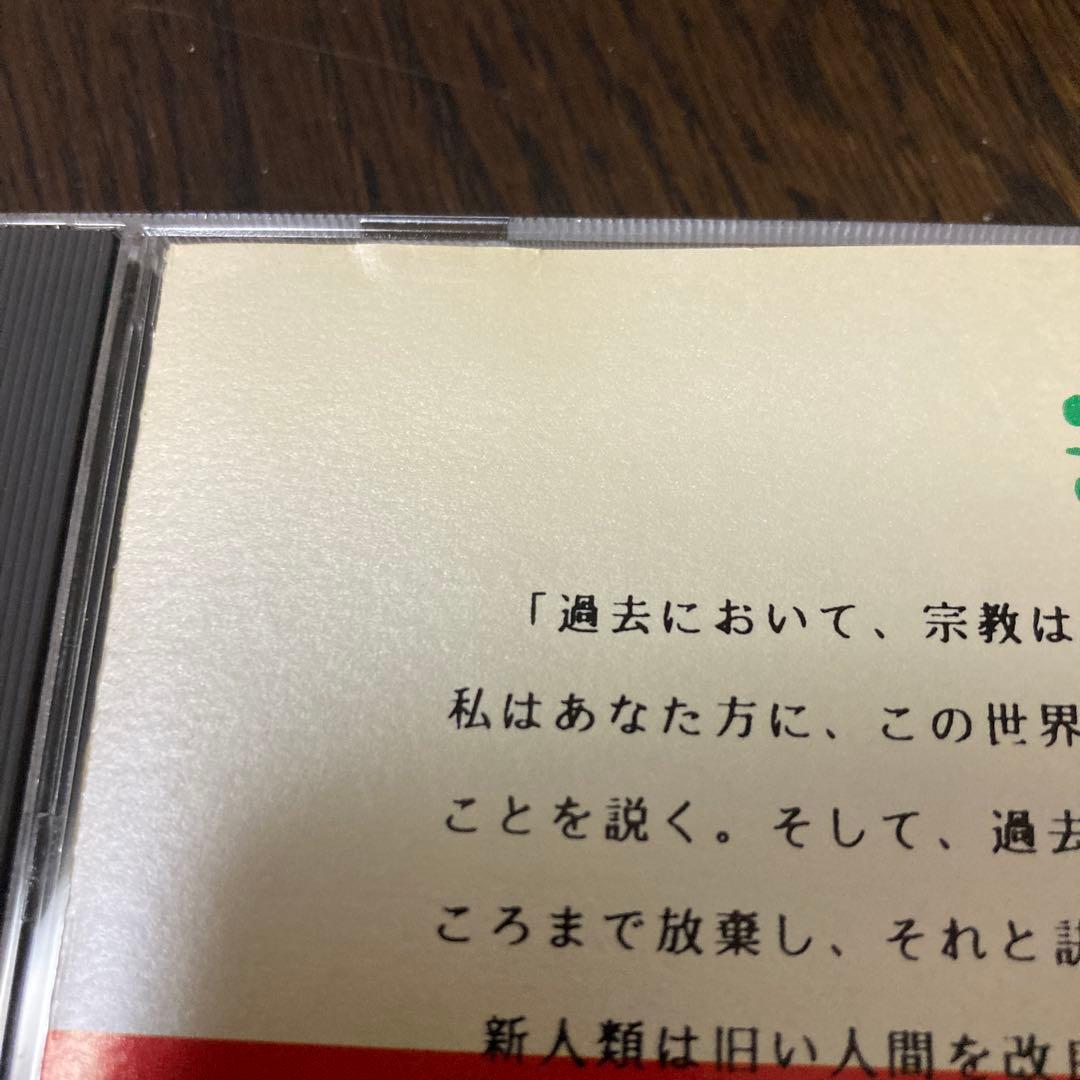 「過去において、宗教は
私はあなた方に、この世界
ことを説く。そして、過去
ころまで放棄し、それと訣
新人類は旧い人間を改良